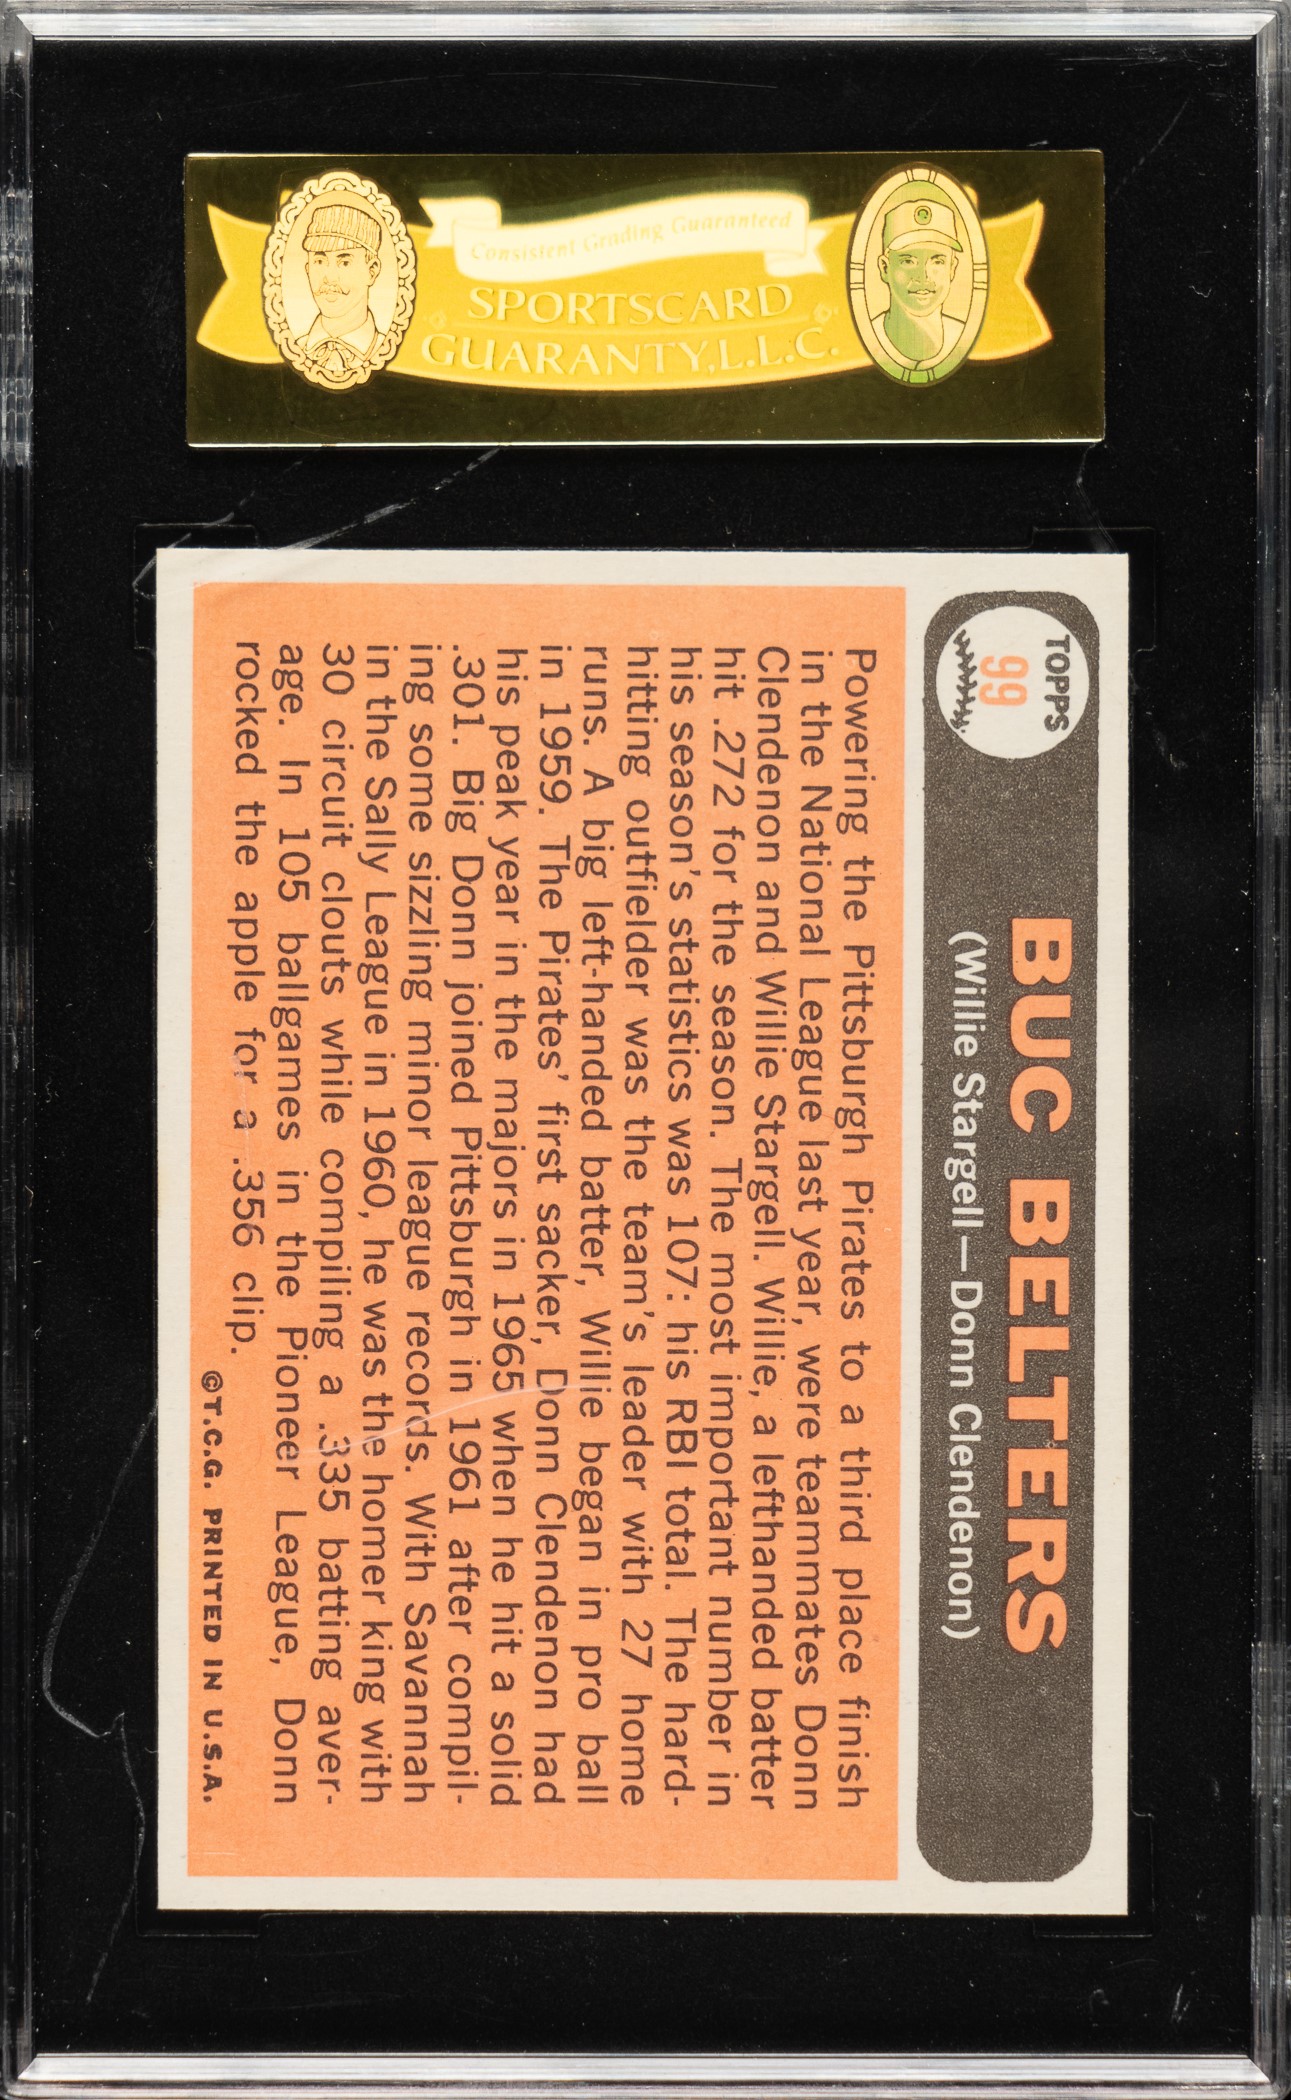 Consistent Grading Guaranteed
SPORTSCARD
GUARANTY, L.L.C.
TOPPS
99
BUC BELTERS
(Willie Stargell—Donn Clendenon)
Powering the Pittsburgh Pirates to a third place finish
in the National League last year, were teammates Donn
Clendenon and Willie Stargell. Willie, a lefthanded batter
hit .272 for the season. The most important number in
his season's statistics was 107: his RBI total. The hard-
hitting outfielder was the team's leader with 27 home
runs. A big left-handed batter, Willie began in pro ball
in 1959. The Pirates' first sacker, Donn Clendenon had
his peak year in the majors in 1965 when he hit a solid
.301. Big Donn joined Pittsburgh in 1961 after compil-
ing some sizzling minor league records. With Savannah
in the Sally League in 1960, he was the homer king with
30 circuit clouts while compiling a .335 batting aver-
age. In 105 ballgames in the Pioneer League, Donn
rocked the apple for a .356 clip.
©T.C.G. PRINTED IN U.S.A.